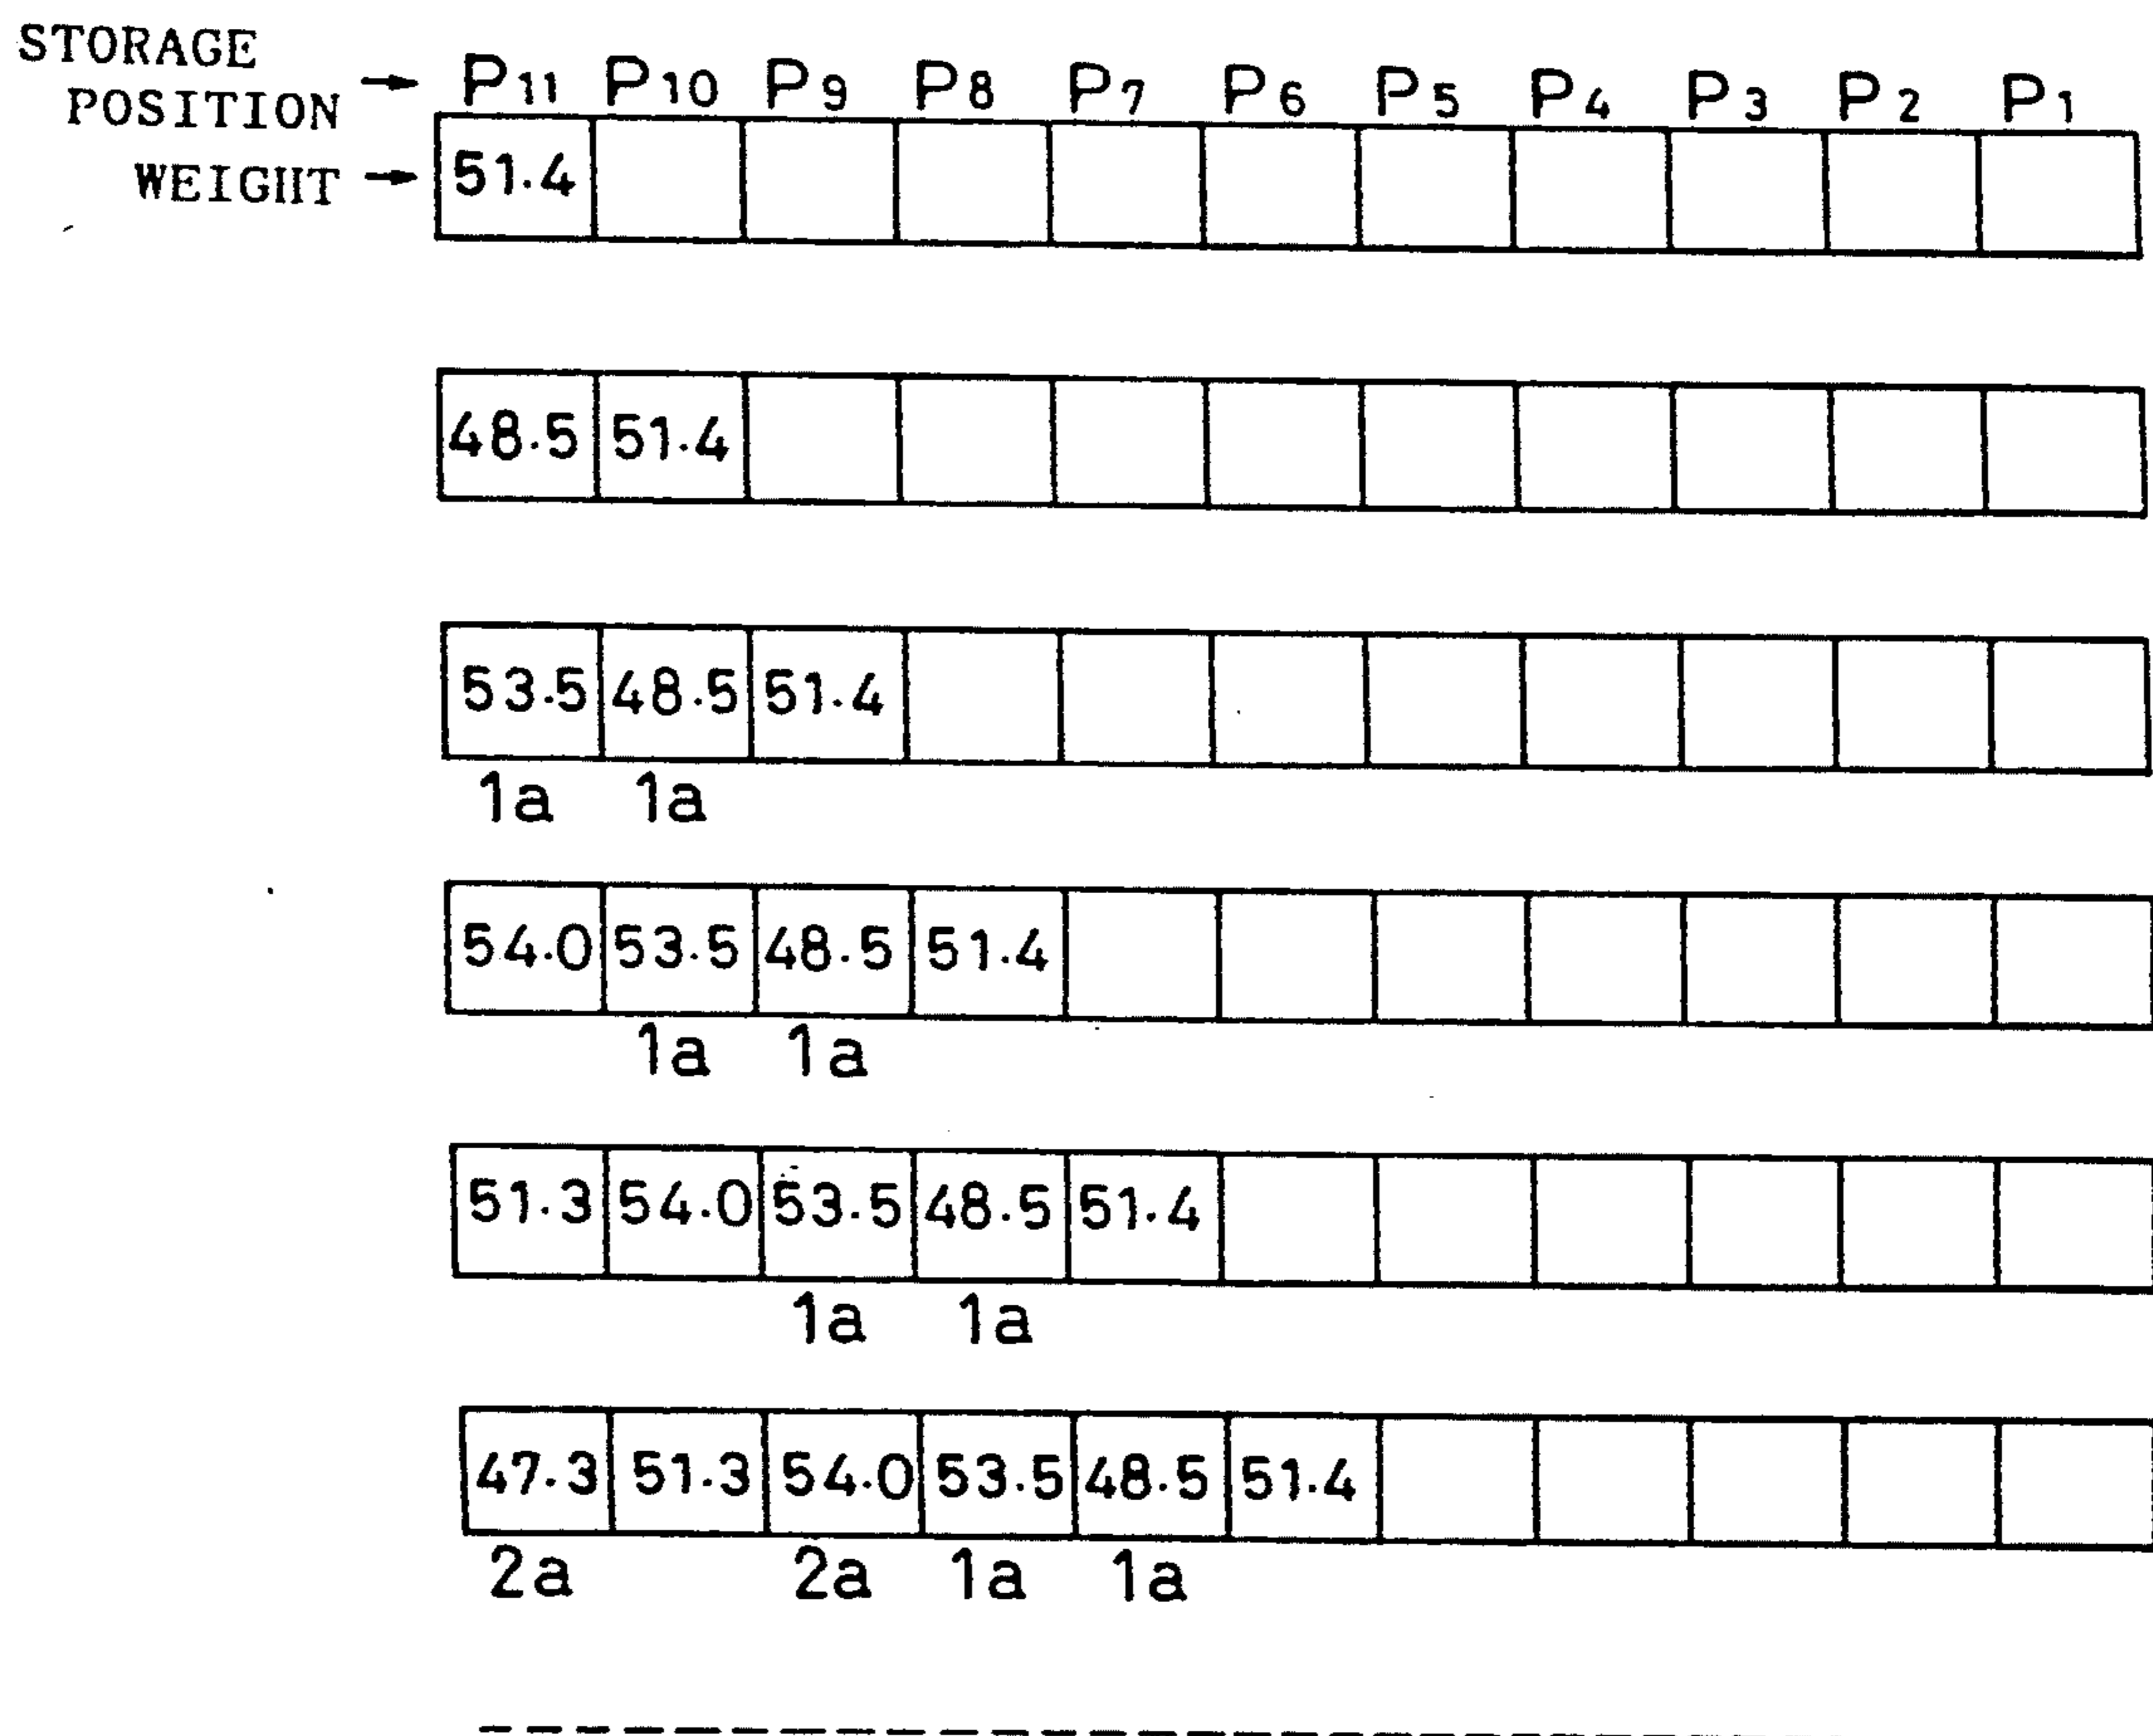 STORAGE
POSITION → P11 P10 P9 P8 P7 P6 P5 P4 P3 P2 P1
WEIGHT → 51.4
48.5 51.4
53.5 48.5 51.4
1a 1a
54.0 53.5 48.5 51.4
1a 1a
51.3 54.0 53.5 48.5 51.4
1a 1a
47.3 51.3 54.0 53.5 48.5 51.4
2a 2a 1a 1a